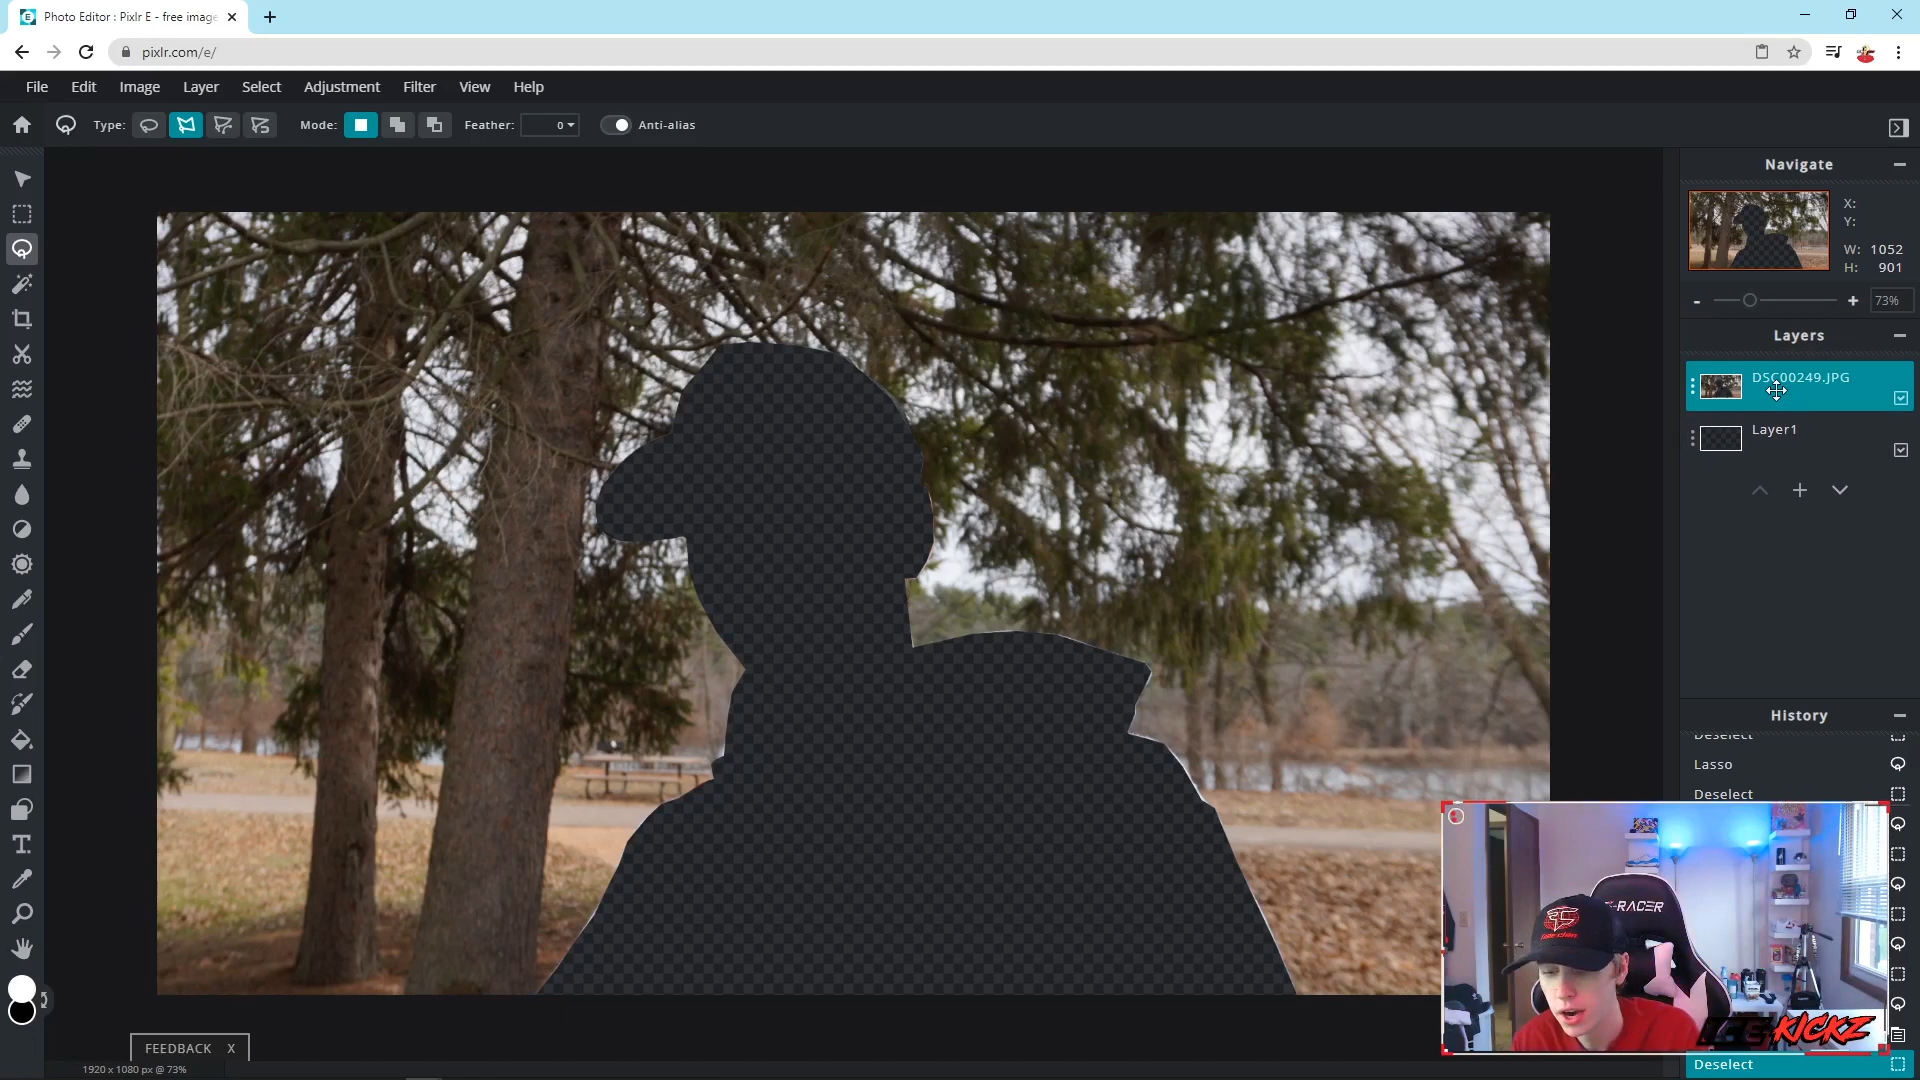 Photo Editor : Pixlr E - free image
pixlr.com/e/
File Edit Image Layer Select Adjustment Filter View Help
Type: Mode: Feather: 0 Anti-alias
Navigate
X:
Y:
W: 1052
H: 901
- + 73%
Layers
DSC00249.JPG
Layer1
History
Deselect
Lasso
Deselect
-RACER
KICKZ
FEEDBACK X
Deselect
1920 x 1080 px @ 73%